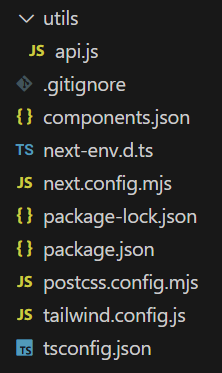 utils
JS api.js
.gitignore
{} components.json
TS next-env.d.ts
JS next.config.mjs
{} package-lock.json
{} package.json
JS postcss.config.mjs
JS tailwind.config.js
TS tsconfig.json